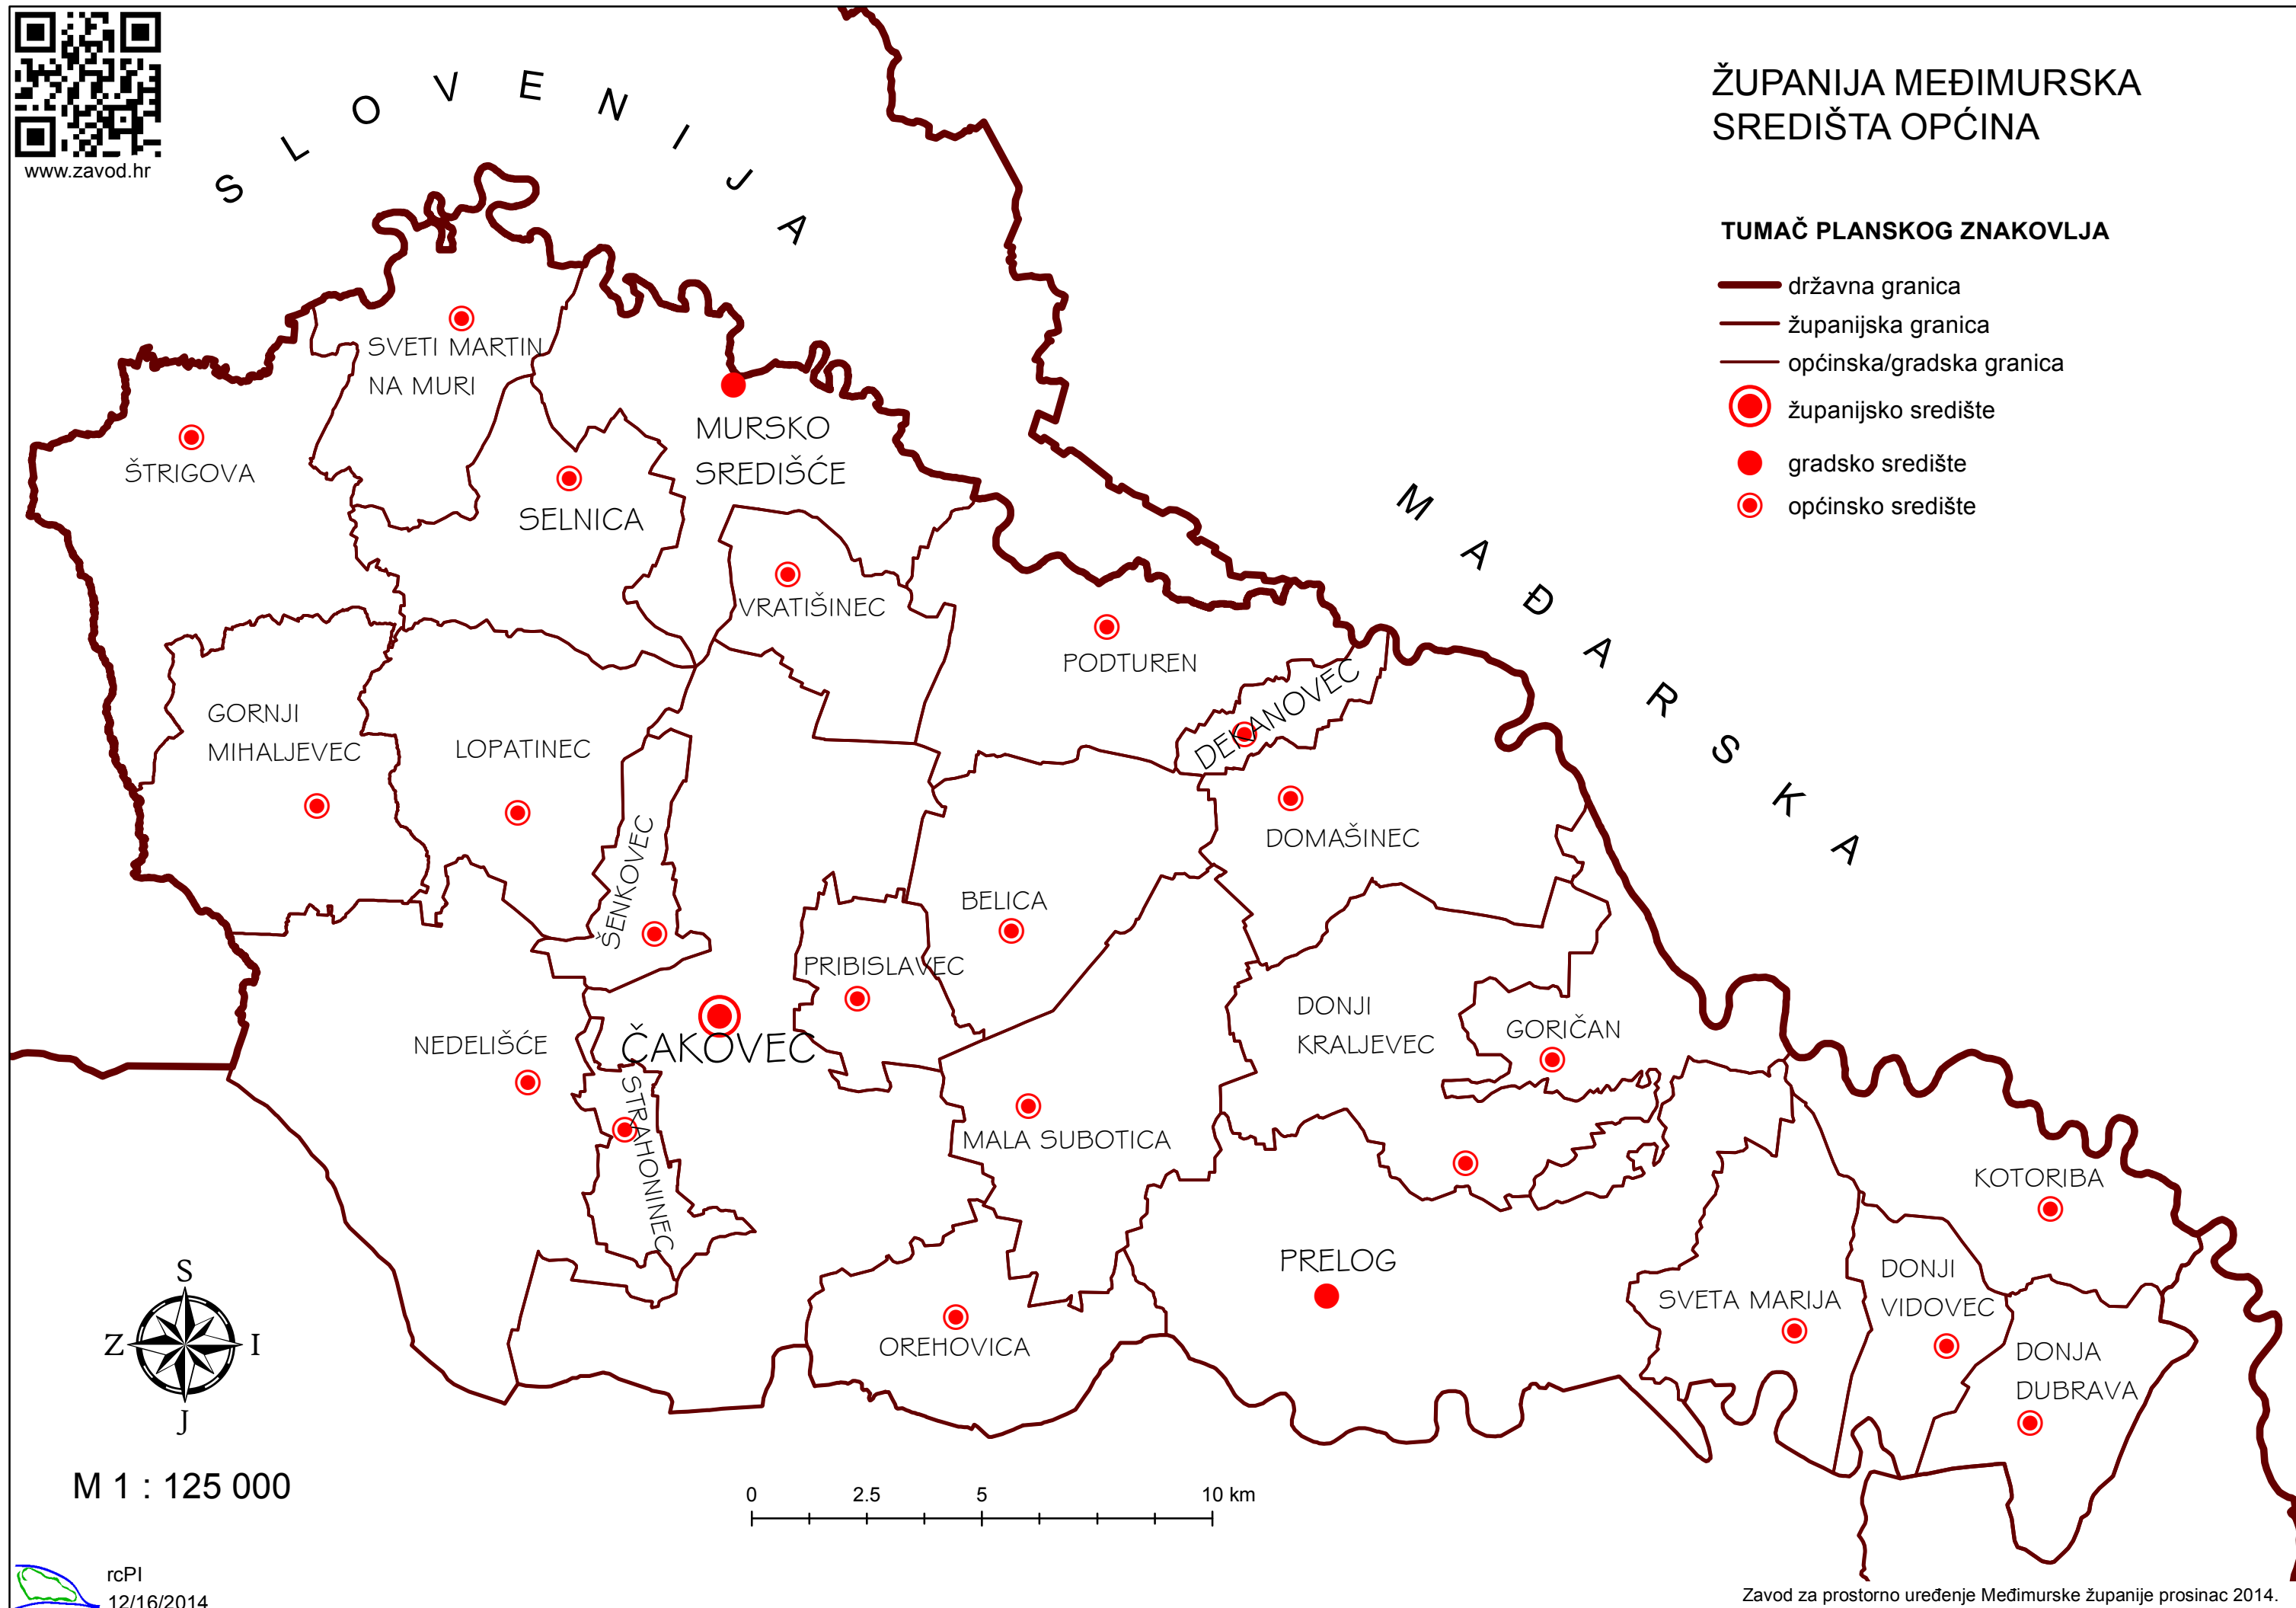 www.zavod.hr
SLOVENIJA
ŽUPANIJA MEĐIMURSKA
SREDIŠTA OPĆINA
TUMAČ PLANSKOG ZNAKOVLJA
državna granica
županijska granica
općinska/gradska granica
županijsko središte
gradsko središte
općinsko središte
MAĐARSKA
SVETI MARTIN
NA MURI
ŠTRIGOVA
MURSKO
SREDIŠĆE
SELNICA
VRATIŠINEC
PODTUREN
DEKANOVEC
GORNJI
MIHALJEVEC
LOPATINEC
DOMAŠINEC
ŠENKOVEC
BELICA
PRIBISLAVEC
DONJI
KRALJEVEC
GORIČAN
NEDELIŠĆE
ČAKOVEC
STRAHONINEC
MALA SUBOTICA
KOTORIBA
PRELOG
DONJI
VIDOVEC
SVETA MARIJA
OREHOVICA
DONJA
DUBRAVA
S
Z I
J
M 1 : 125 000
0 2.5 5 10 km
rcPI
12/16/2014
Zavod za prostorno uređenje Međimurske županije prosinac 2014.